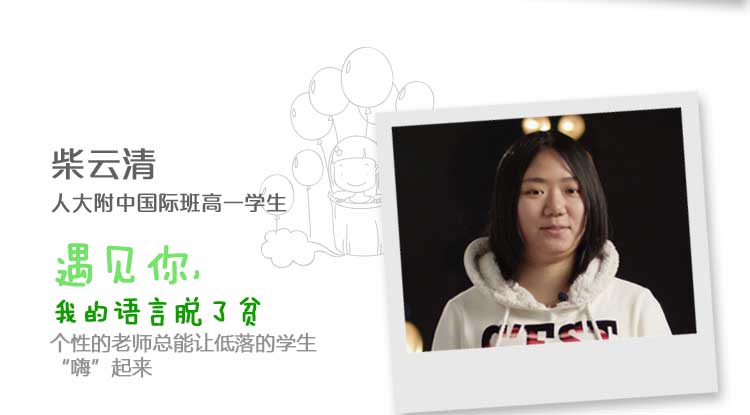 柴云清
人大附中国际班高一学生
遇见你,
我的语言脱了贫
个性的老师总能让低落的学生
“嗨”起来